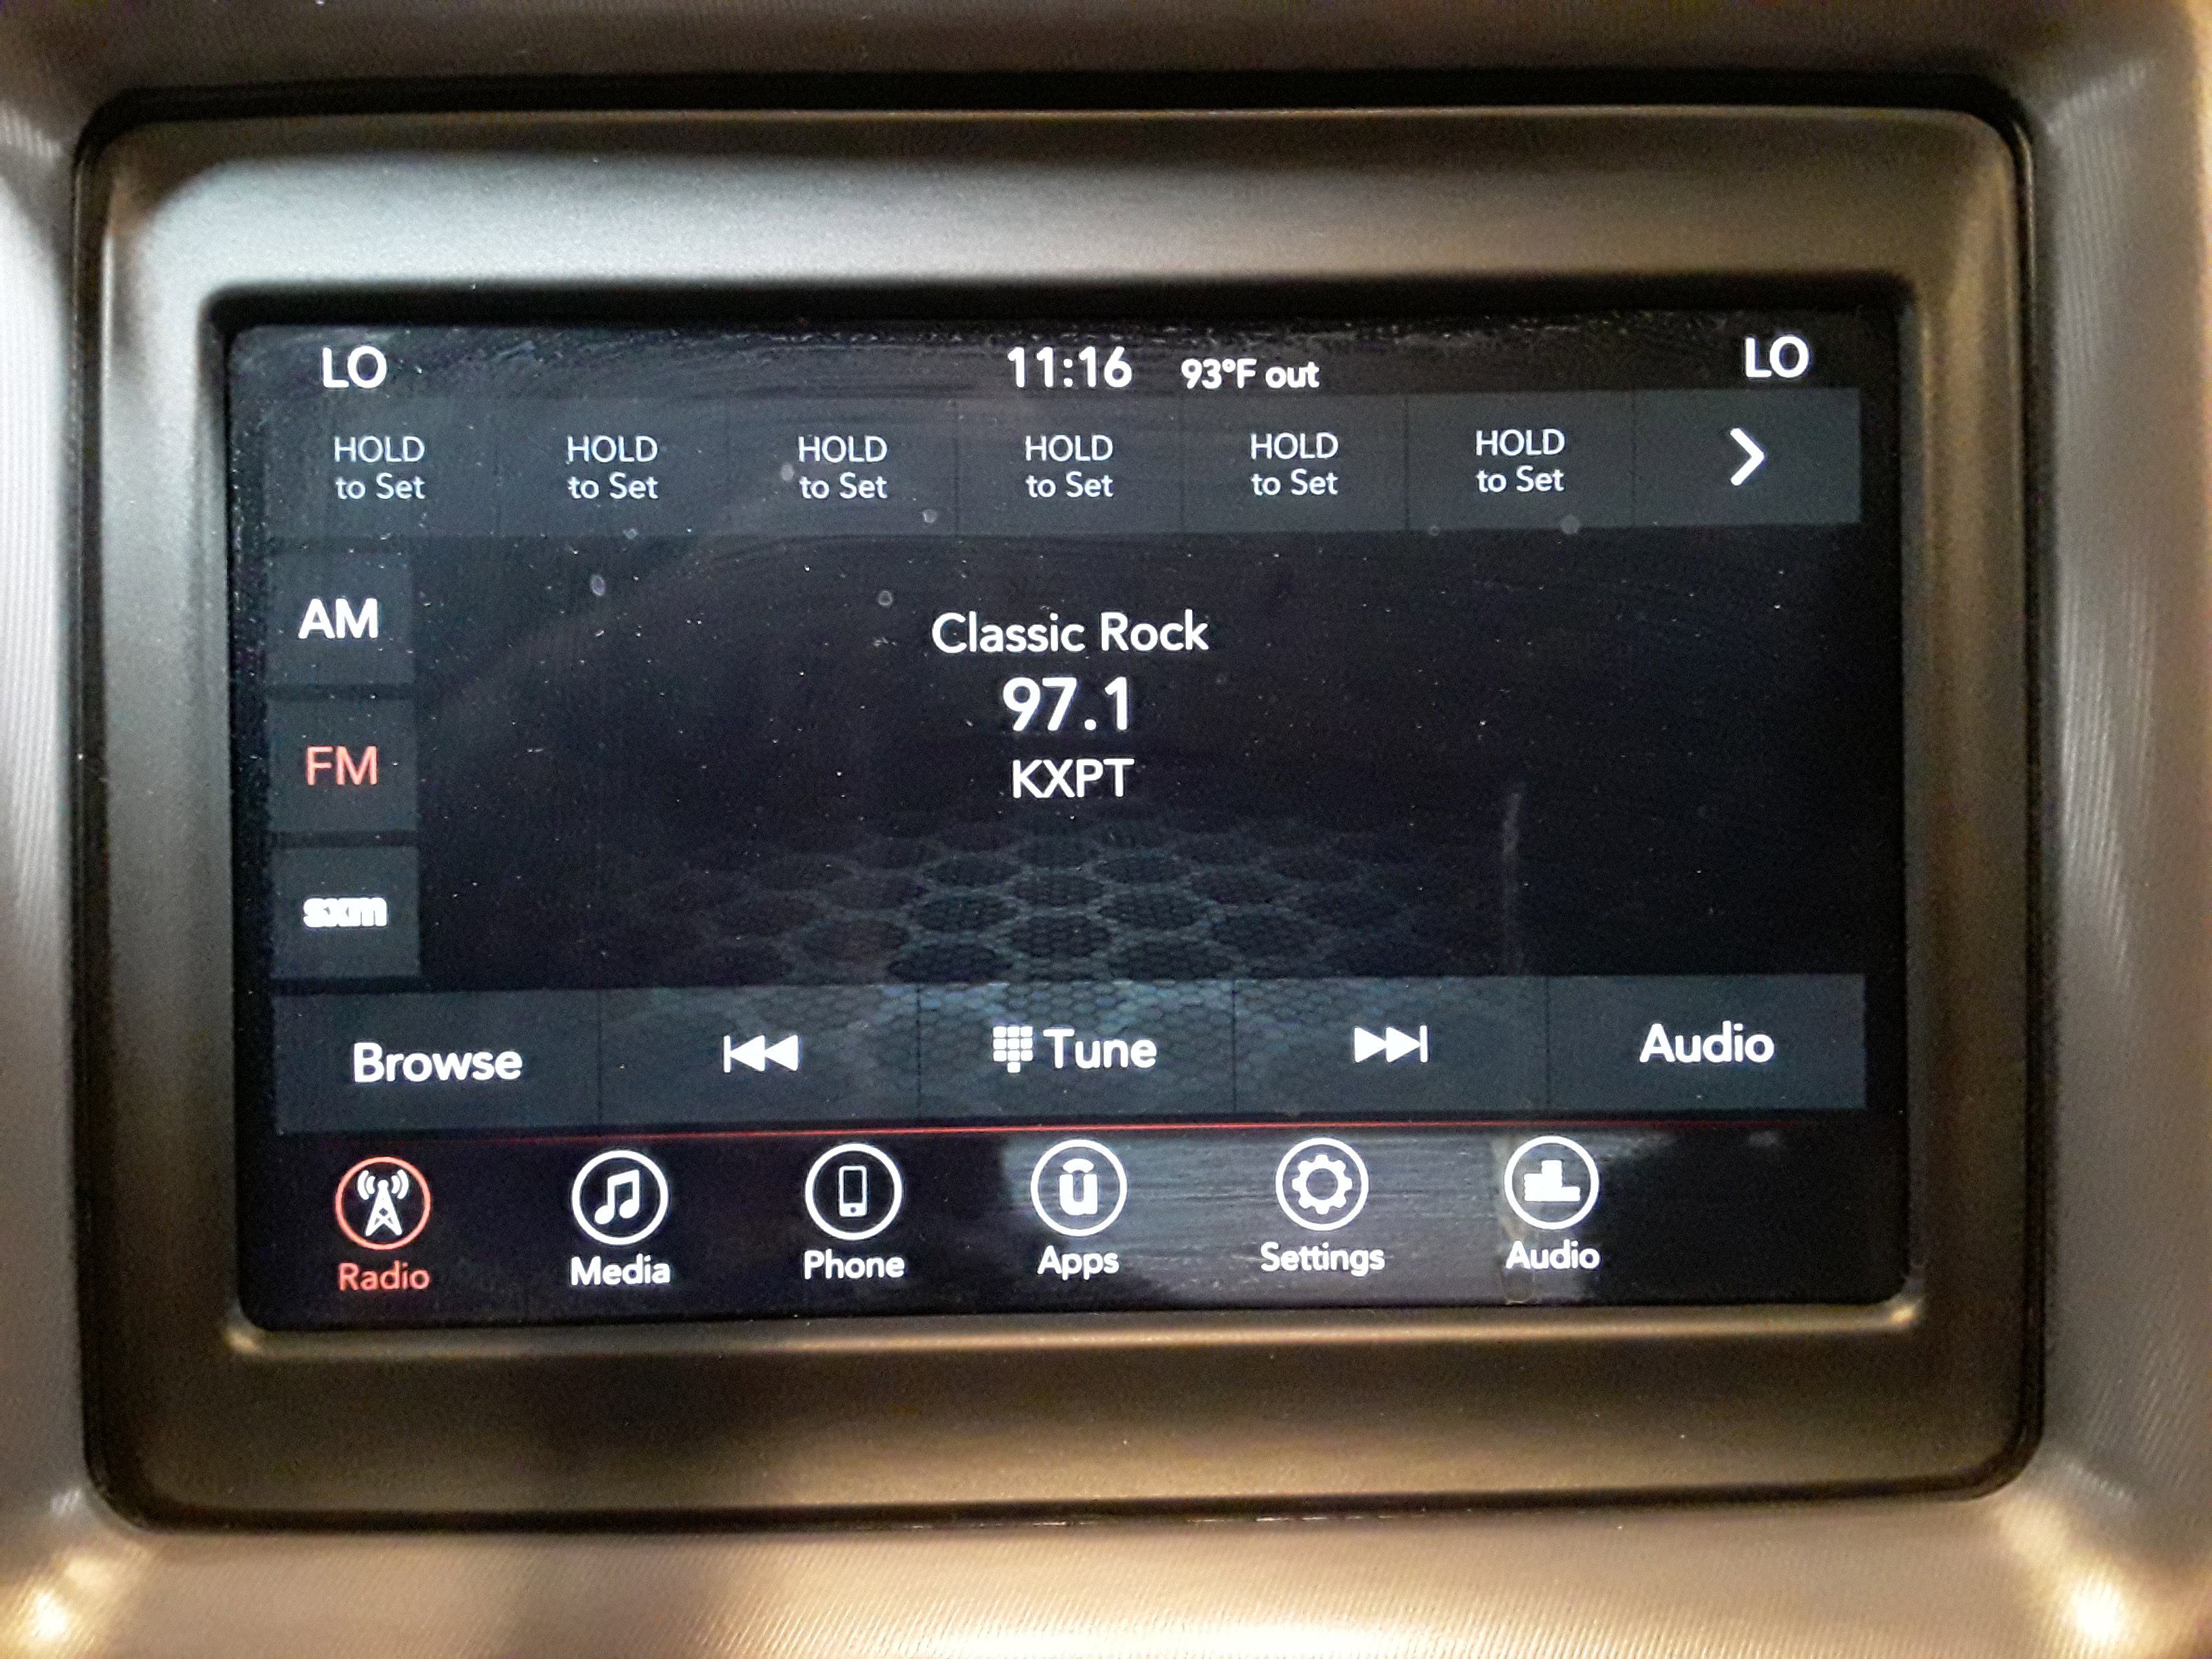 LO 11:16 93°F out LO
HOLD to Set
HOLD to Set
HOLD to Set
HOLD to Set
HOLD to Set
HOLD to Set
AM
Classic Rock
97.1
FM
KXPT
sxm
Browse Tune Audio
Radio Media Phone Apps Settings Audio